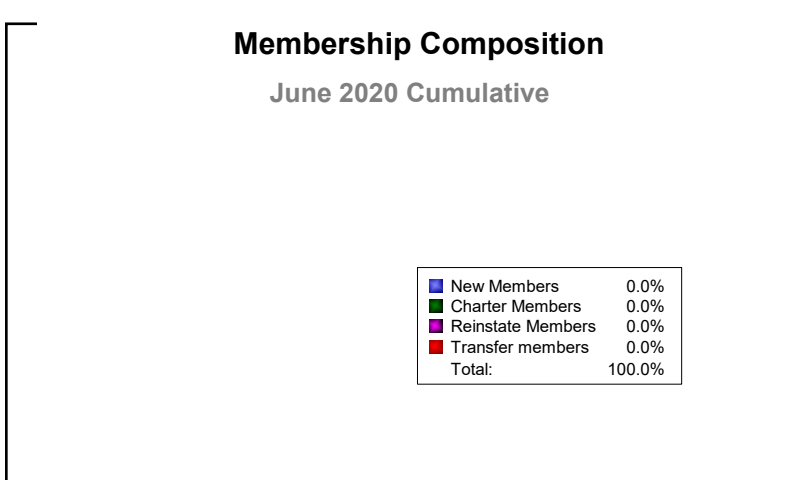 Membership Composition
June 2020 Cumulative
New Members 0.0%
Charter Members 0.0%
Reinstate Members 0.0%
Transfer members 0.0%
Total: 100.0%